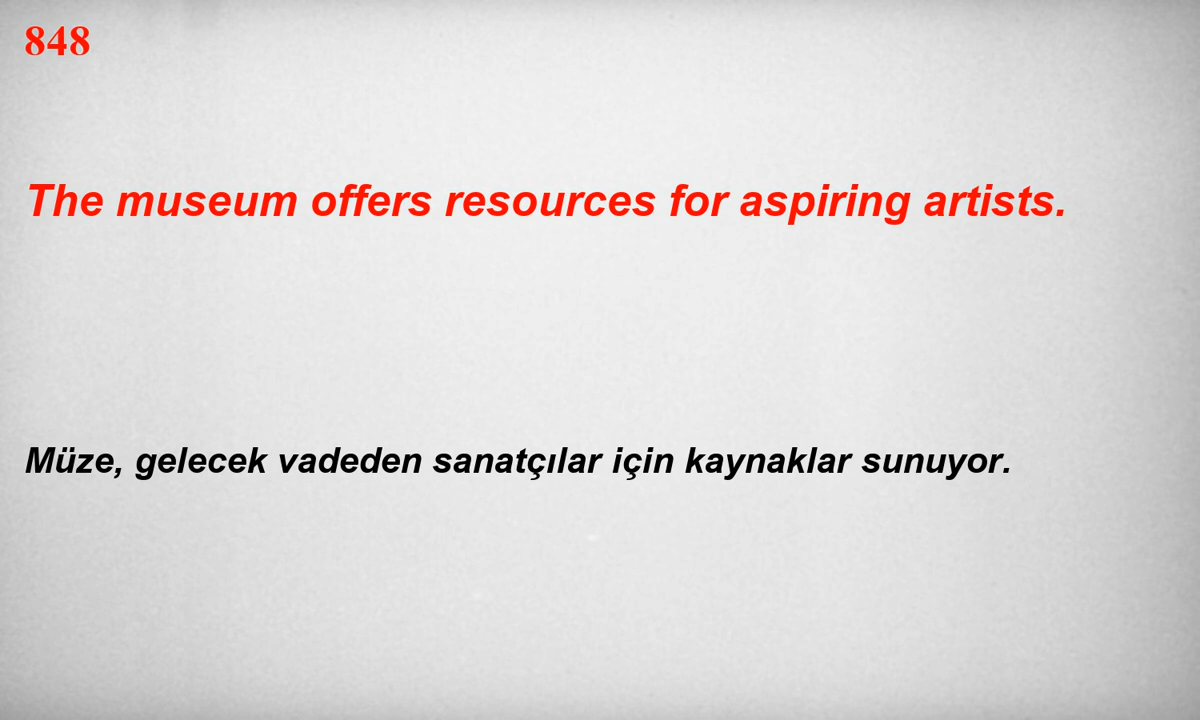 848
The museum offers resources for aspiring artists.
Müze, gelecek vadeden sanatçılar için kaynaklar sunuyor.